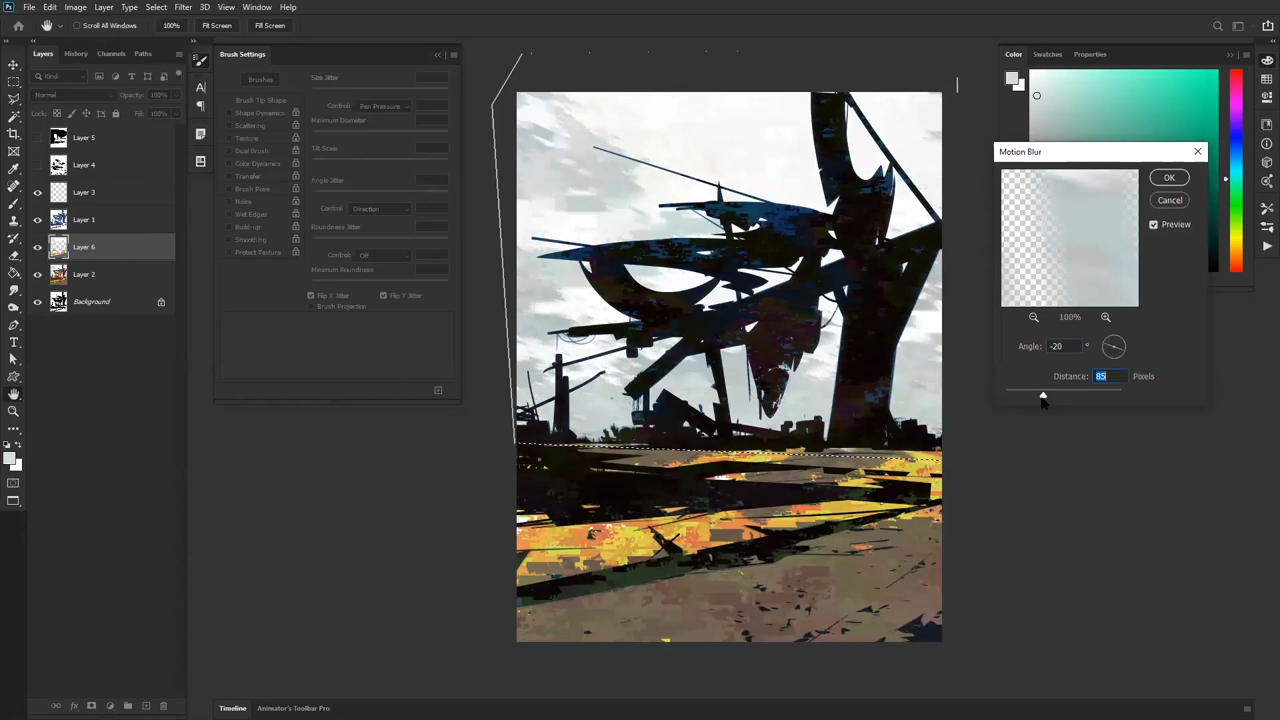 Ps File Edit Image Layer Type Select Filter 3D View Window Help
Scroll All Windows 100% Fit Screen Fill Screen
Layers History Channels Paths
Kind
Normal Opacity: 100%
Lock: Fill: 100%
Layer 5
Layer 4
Layer 3
Layer 1
Layer 6
Layer 2
Background
Brush Settings
Brushes
Brush Tip Shape
Shape Dynamics
Scattering
Texture
Dual Brush
Color Dynamics
Transfer
Brush Pose
Noise
Wet Edges
Build-up
Smoothing
Protect Texture
Size Jitter
Control: Pen Pressure
Minimum Diameter
Tilt Scale
Angle Jitter
Control: Direction
Roundness Jitter
Control: Off
Minimum Roundness
Flip X Jitter Flip Y Jitter
Brush Projection
Color Swatches Properties
Motion Blur
OK
Cancel
Preview
100%
Angle: -20 °
Distance: 85 Pixels
Timeline Animator's Toolbar Pro